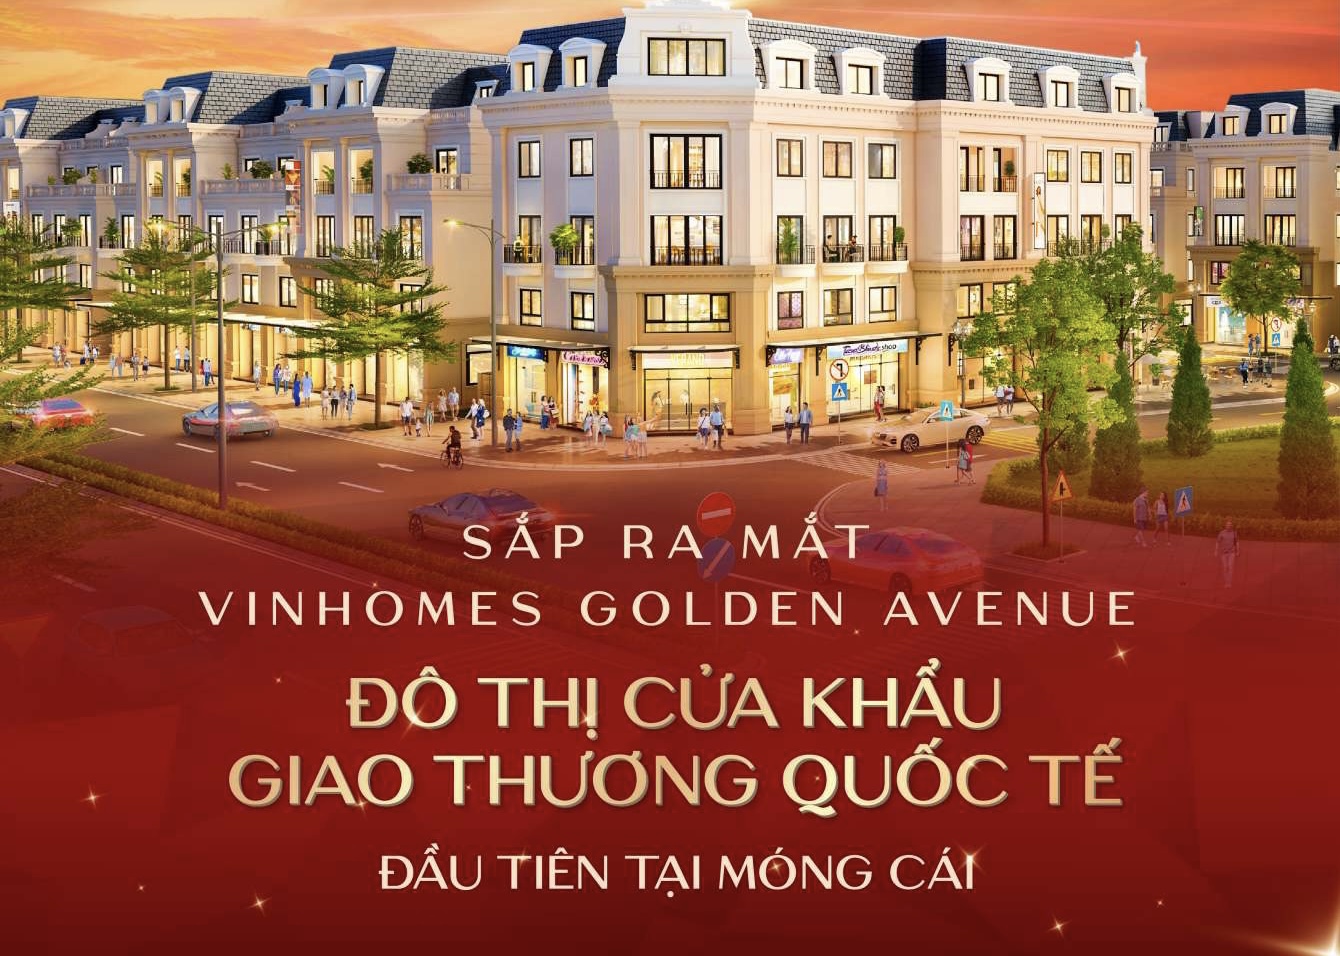 SẮP RA MẮT
VINHOMES GOLDEN AVENUE
ĐÔ THỊ CỬA KHẨU
GIAO THƯƠNG QUỐC TẾ
ĐẦU TIÊN TẠI MÓNG CÁI